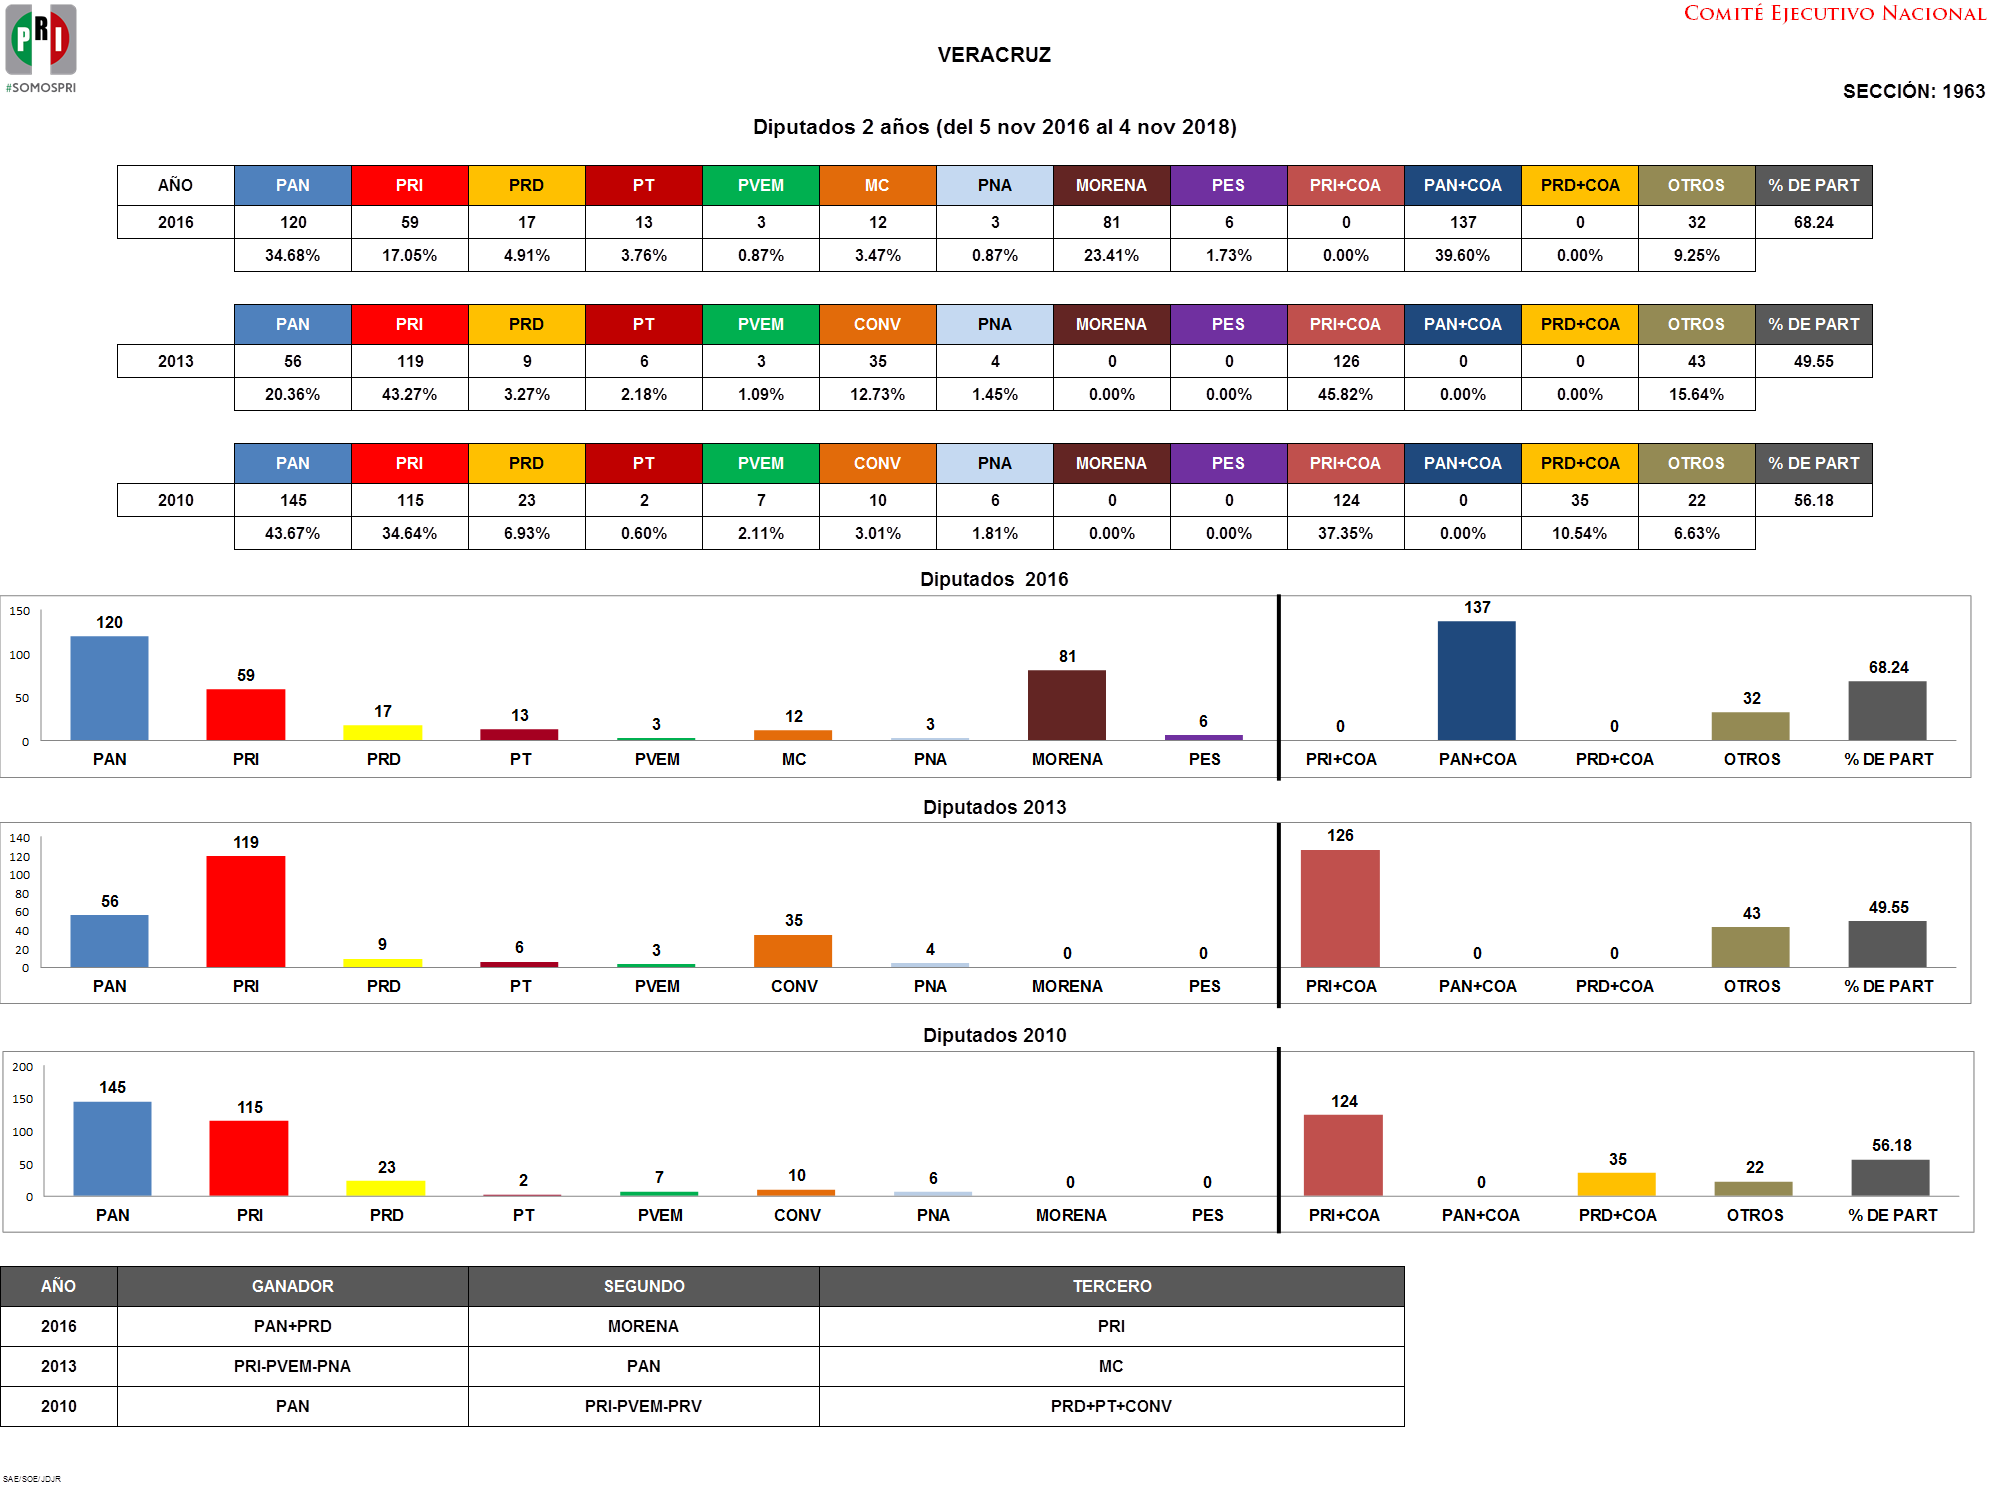 PRI
#SOMOSPRI
COMITÉ EJECUTIVO NACIONAL
VERACRUZ
SECCIÓN: 1963
Diputados 2 años (del 5 nov 2016 al 4 nov 2018)
AÑO PAN PRI PRD PT PVEM MC PNA MORENA PES PRI+COA PAN+COA PRD+COA OTROS % DE PART
2016 120 59 17 13 3 12 3 81 6 0 137 0 32 68.24
34.68% 17.05% 4.91% 3.76% 0.87% 3.47% 0.87% 23.41% 1.73% 0.00% 39.60% 0.00% 9.25%
PAN PRI PRD PT PVEM CONV PNA MORENA PES PRI+COA PAN+COA PRD+COA OTROS % DE PART
2013 56 119 9 6 3 35 4 0 0 126 0 0 43 49.55
20.36% 43.27% 3.27% 2.18% 1.09% 12.73% 1.45% 0.00% 0.00% 45.82% 0.00% 0.00% 15.64%
PAN PRI PRD PT PVEM CONV PNA MORENA PES PRI+COA PAN+COA PRD+COA OTROS % DE PART
2010 145 115 23 2 7 10 6 0 0 124 0 35 22 56.18
43.67% 34.64% 6.93% 0.60% 2.11% 3.01% 1.81% 0.00% 0.00% 37.35% 0.00% 10.54% 6.63%
Diputados 2016
150
100
50
0
120 59 17 13 3 12 3 81 6 0 137 0 32 68.24
PAN PRI PRD PT PVEM MC PNA MORENA PES PRI+COA PAN+COA PRD+COA OTROS % DE PART
Diputados 2013
140
120
100
80
60
40
20
0
56 119 9 6 3 35 4 0 0 126 0 0 43 49.55
PAN PRI PRD PT PVEM CONV PNA MORENA PES PRI+COA PAN+COA PRD+COA OTROS % DE PART
Diputados 2010
200
150
100
50
0
145 115 23 2 7 10 6 0 0 124 0 35 22 56.18
PAN PRI PRD PT PVEM CONV PNA MORENA PES PRI+COA PAN+COA PRD+COA OTROS % DE PART
AÑO GANADOR SEGUNDO TERCERO
2016 PAN+PRD MORENA PRI
2013 PRI-PVEM-PNA PAN MC
2010 PAN PRI-PVEM-PRV PRD+PT+CONV
SAE/SOE/JDJR